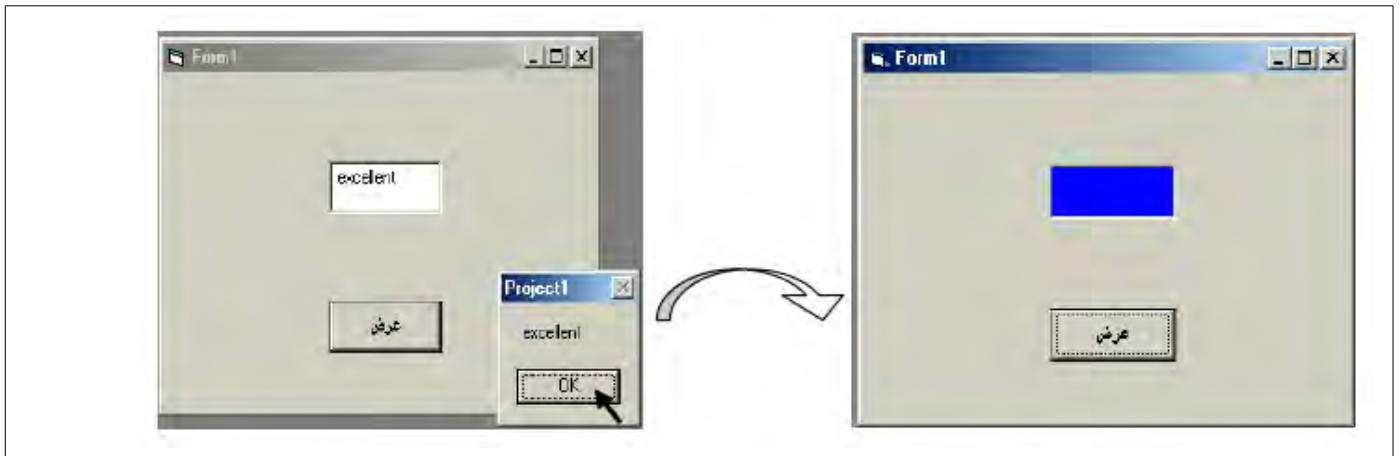 Form1
excellent
عرض
Project1
excellent
OK
Form1
عرض